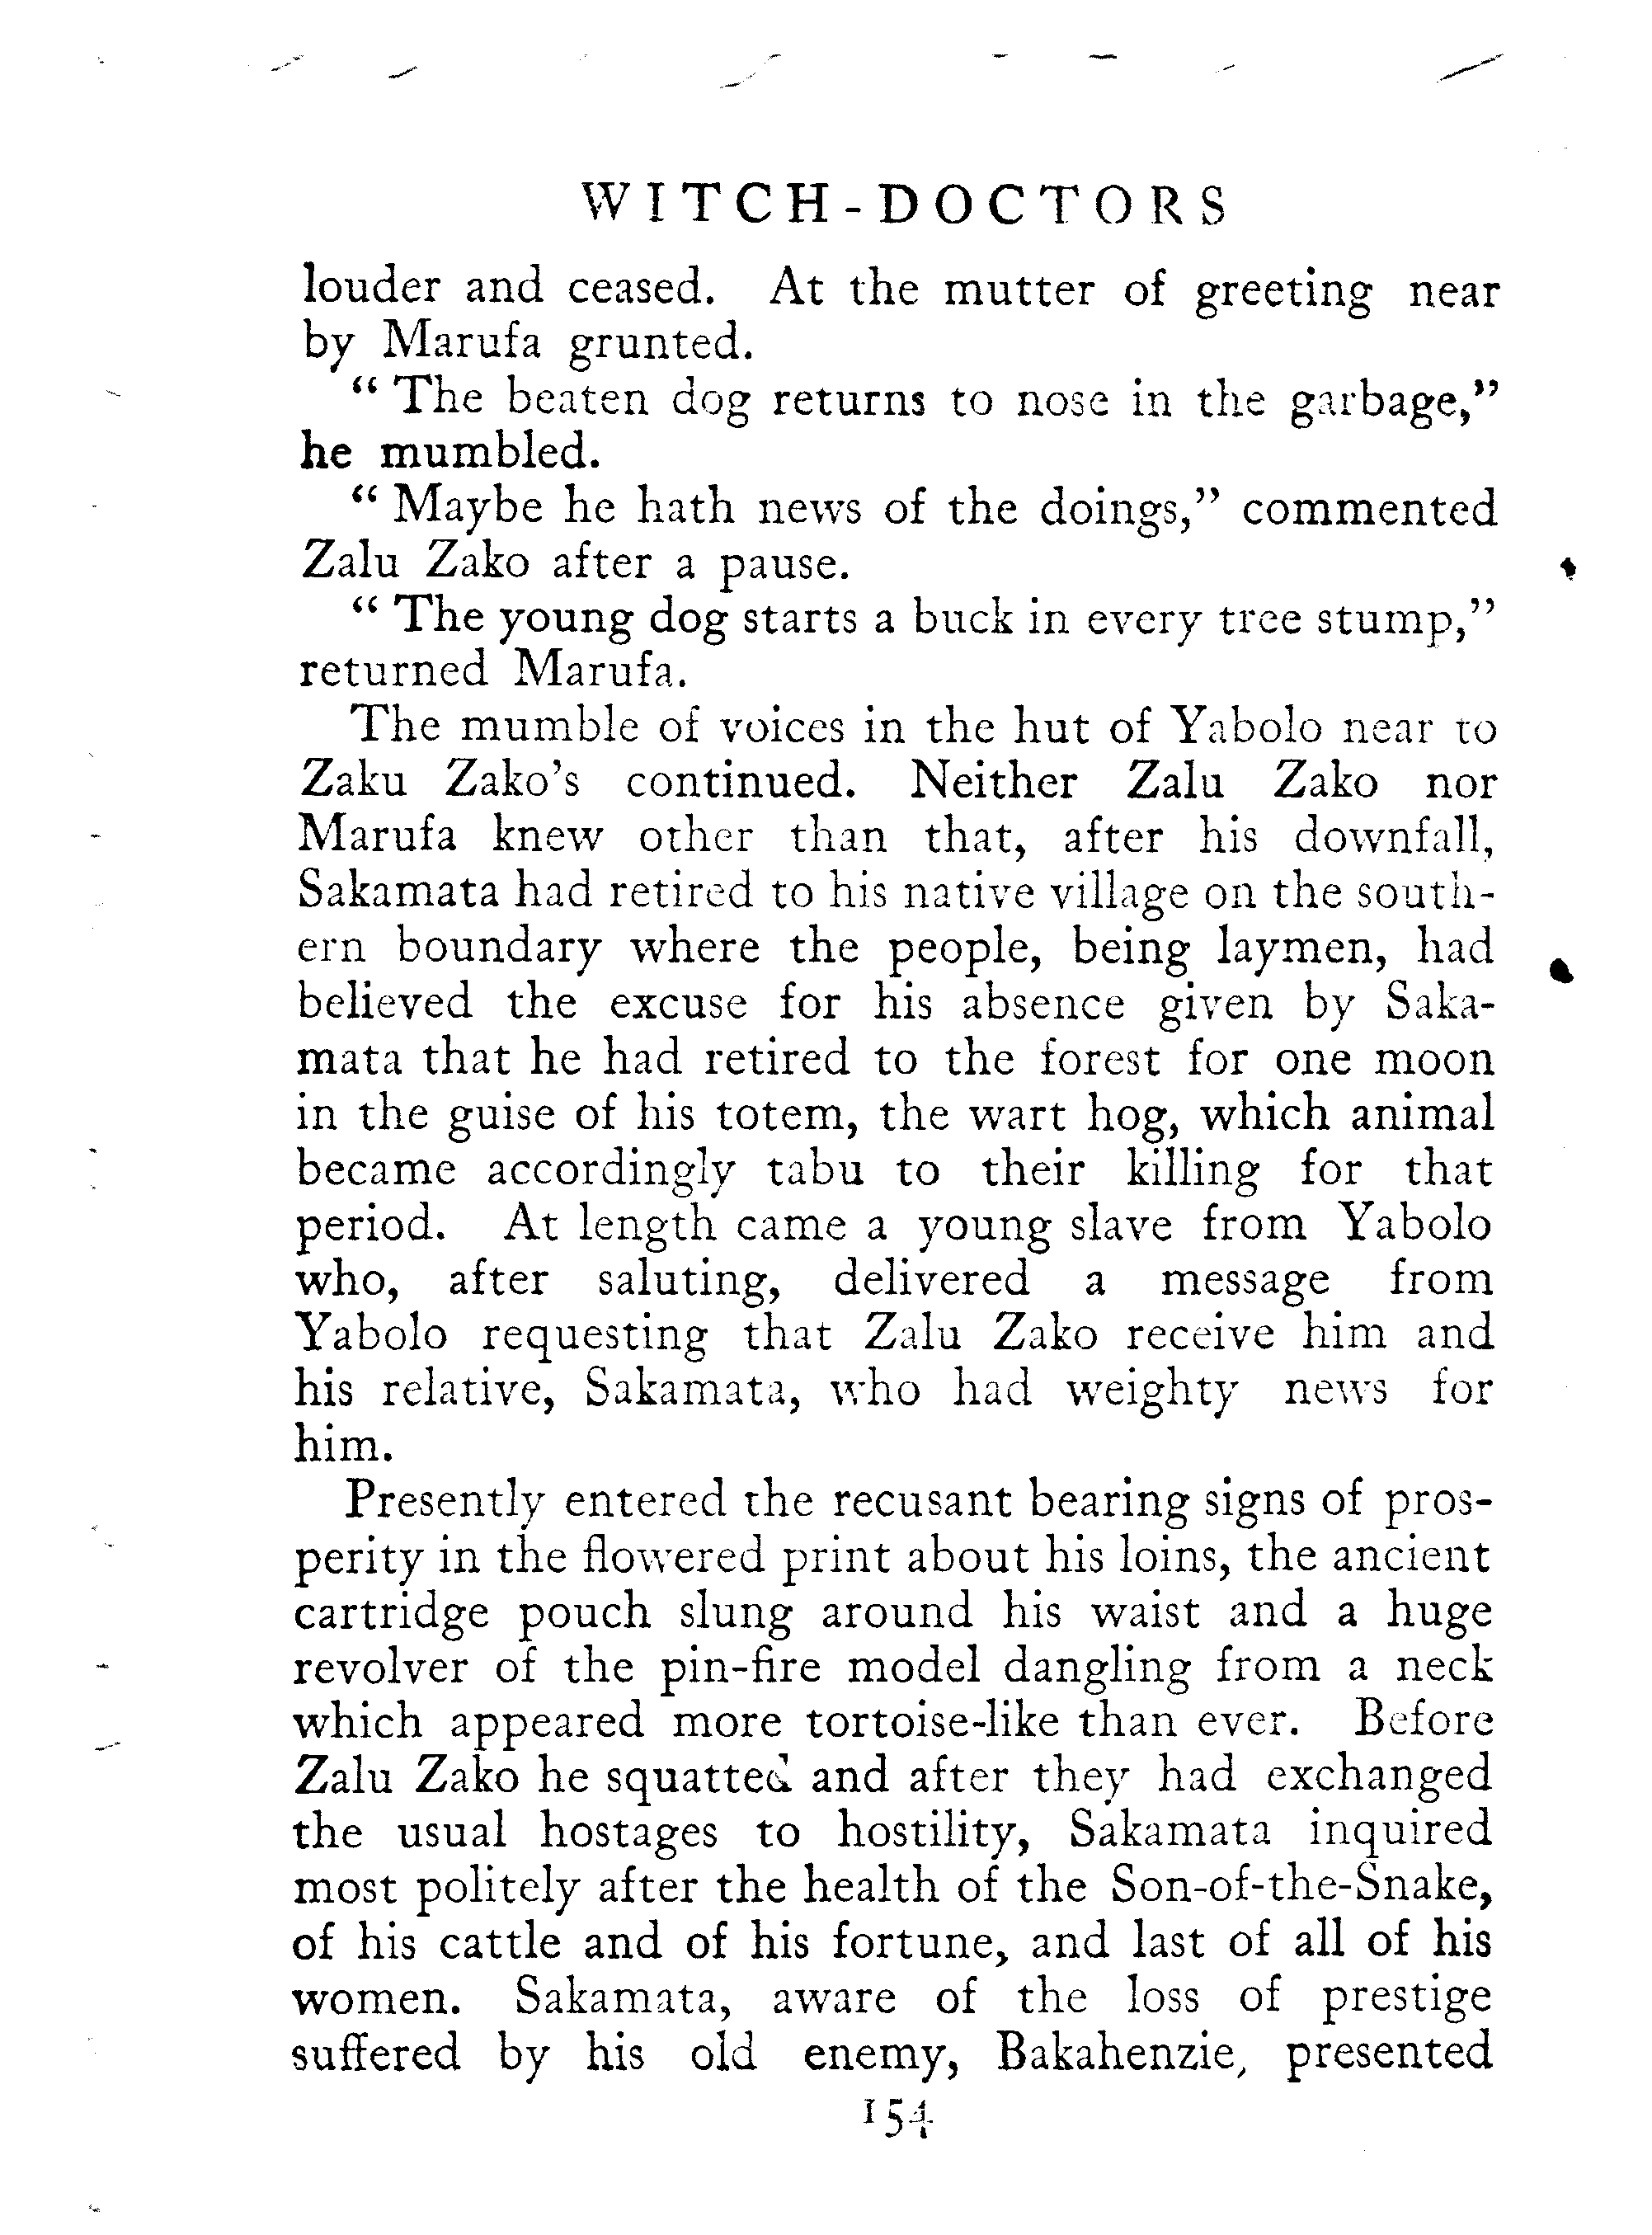 WITCH-DOCTORS
louder and ceased. At the mutter of greeting near
by Marufa grunted.
“ The beaten dog returns to nose in the garbage,”
he mumbled.
“ Maybe he hath news of the doings,” commented
Zalu Zako after a pause.
“ The young dog starts a buck in every tree stump,”
returned Marufa.
The mumble of voices in the hut of Yabolo near to
Zaku Zako’s continued. Neither Zalu Zako nor
Marufa knew other than that, after his downfall,
Sakamata had retired to his native village on the south-
ern boundary where the people, being laymen, had
believed the excuse for his absence given by Saka-
mata that he had retired to the forest for one moon
in the guise of his totem, the wart hog, which animal
became accordingly tabu to their killing for that
period. At length came a young slave from Yabolo
who, after saluting, delivered a message from
Yabolo requesting that Zalu Zako receive him and
his relative, Sakamata, who had weighty news for
him.
Presently entered the recusant bearing signs of pros-
perity in the flowered print about his loins, the ancient
cartridge pouch slung around his waist and a huge
revolver of the pin-fire model dangling from a neck
which appeared more tortoise-like than ever. Before
Zalu Zako he squatted and after they had exchanged
the usual hostages to hostility, Sakamata inquired
most politely after the health of the Son-of-the-Snake,
of his cattle and of his fortune, and last of all of his
women. Sakamata, aware of the loss of prestige
suffered by his old enemy, Bakahenzie, presented
154